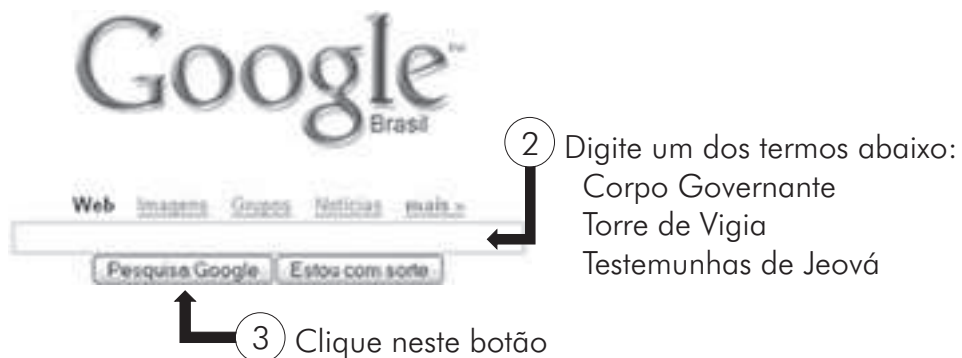 Google™
Brasil
2 Digite um dos termos abaixo:
Corpo Governante
Torre de Vigia
Testemunhas de Jeová
Web Imagens Grupos Notícias mais »
Pesquisa Google Estou com sorte
3 Clique neste botão